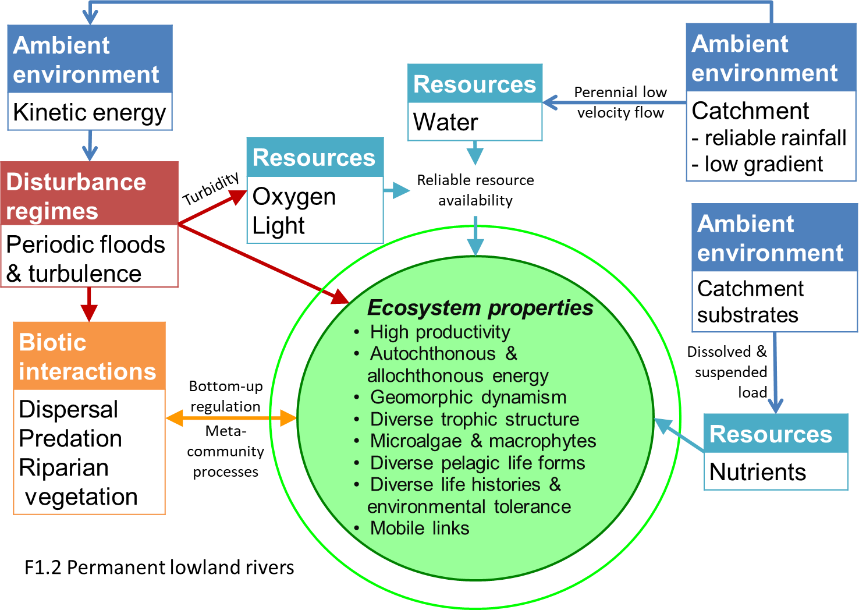 Ambient
environment
Kinetic energy
Disturbance
regimes
Periodic floods
& turbulence
Biotic
interactions
Dispersal
Predation
Riparian
vegetation
Turbidity
Resources
Oxygen
Light
Resources
Water
Reliable resource
availability
Perennial low
velocity flow
Ambient
environment
Catchment
- reliable rainfall
- low gradient
Ambient
environment
Catchment
substrates
Dissolved &
suspended
load
Resources
Nutrients
Bottom-up
regulation
Meta-
community
processes
Ecosystem properties
• High productivity
• Autochthonous &
allochthonous energy
• Geomorphic dynamism
• Diverse trophic structure
• Microalgae & macrophytes
• Diverse pelagic life forms
• Diverse life histories &
environmental tolerance
• Mobile links
F1.2 Permanent lowland rivers